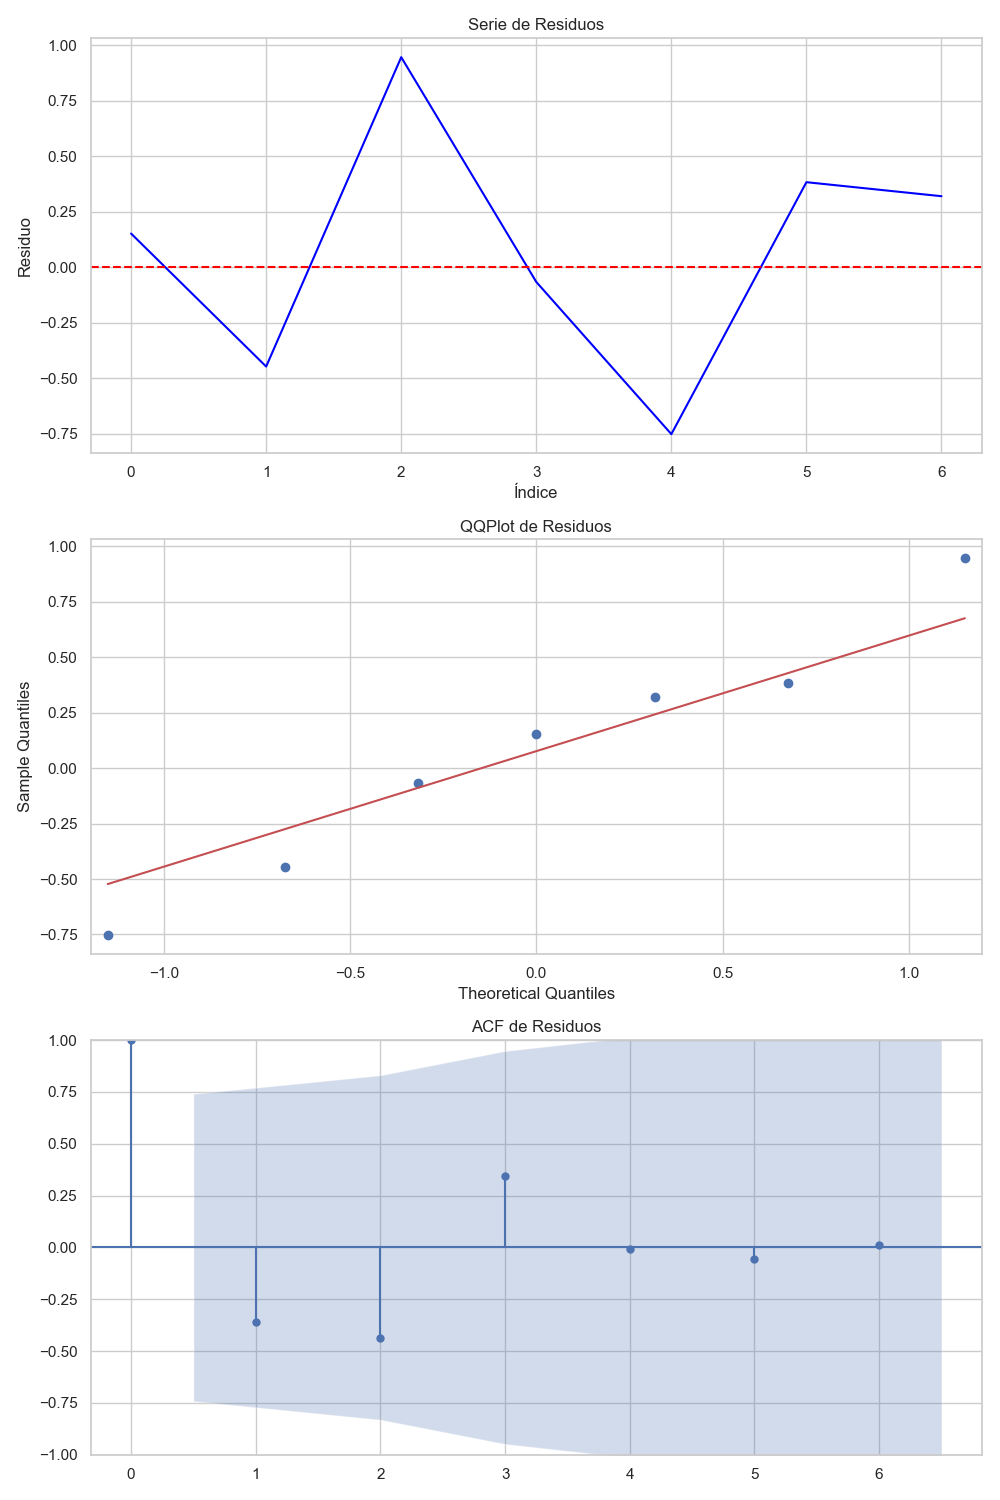 Serie de Residuos
1.00
0.75
0.50
0.25
0.00
−0.25
−0.50
−0.75
Residuo
0 1 2 3 4 5 6
Índice
QQPlot de Residuos
1.00
0.75
0.50
0.25
0.00
−0.25
−0.50
−0.75
Sample Quantiles
−1.0 −0.5 0.0 0.5 1.0
Theoretical Quantiles
ACF de Residuos
1.00
0.75
0.50
0.25
0.00
−0.25
−0.50
−0.75
−1.00
0 1 2 3 4 5 6